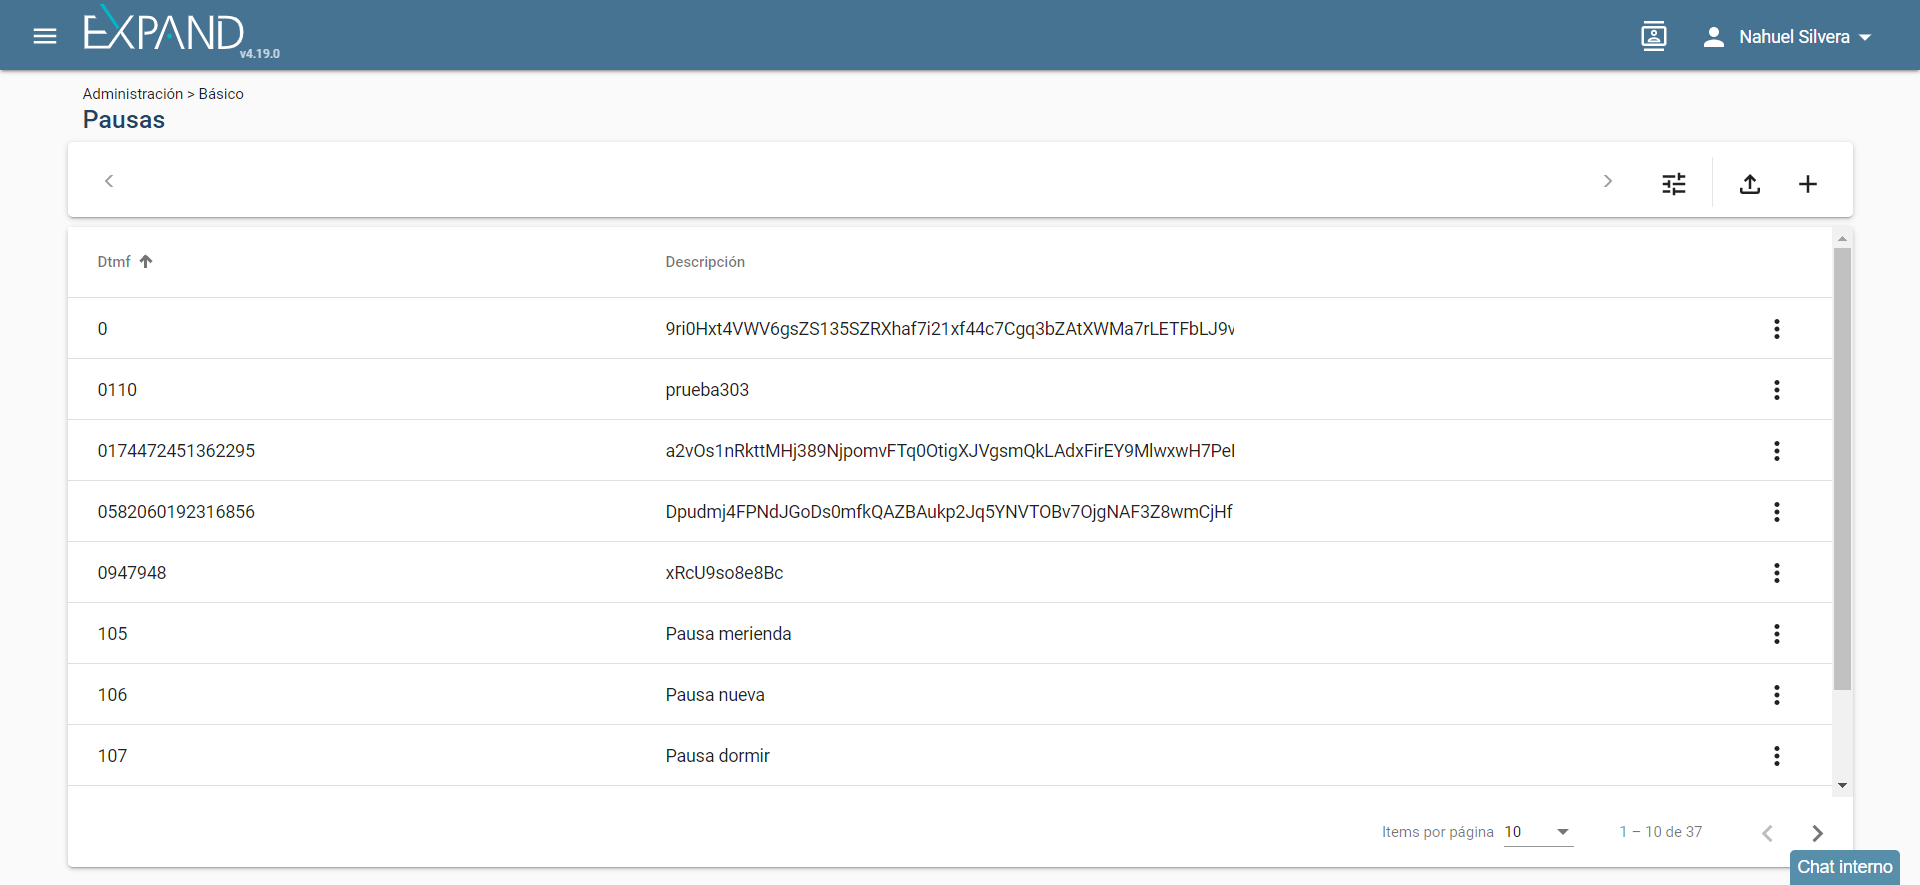 EXPAND
v4.19.0
Nahuel Silvera
Administración > Básico
Pausas
Dtmf Descripción
0 9ri0Hxt4VWV6gsZS135SZRXhaf7i21xf44c7Cgq3bZAtXWMa7rLETFbLJ9v
0110 prueba303
0174472451362295 a2vOs1nRkttMHj389NjpomvFTq0OtigXJVgsmQkLAdxFirEY9MlwxwH7Pel
0582060192316856 Dpudmj4FPNdJGoDs0mfkQAZBAukp2Jq5YNVTOBv7OjgNAF3Z8wmCjHf
0947948 xRcU9so8e8Bc
105 Pausa merienda
106 Pausa nueva
107 Pausa dormir
Items por página 10 1 – 10 de 37
Chat interno